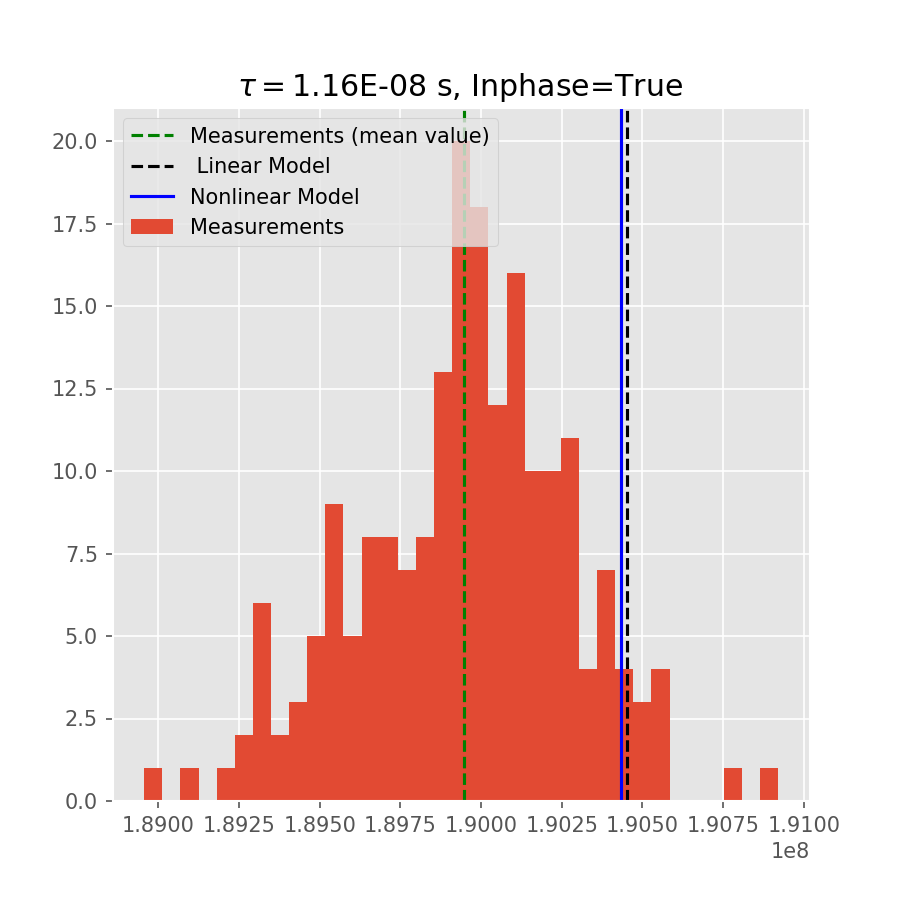 τ = 1.16E-08 s, Inphase=True
Measurements (mean value)
Linear Model
Nonlinear Model
Measurements
20.0
17.5
15.0
12.5
10.0
7.5
5.0
2.5
0.0
1.8900 1.8925 1.8950 1.8975 1.9000 1.9025 1.9050 1.9075 1.9100
1e8